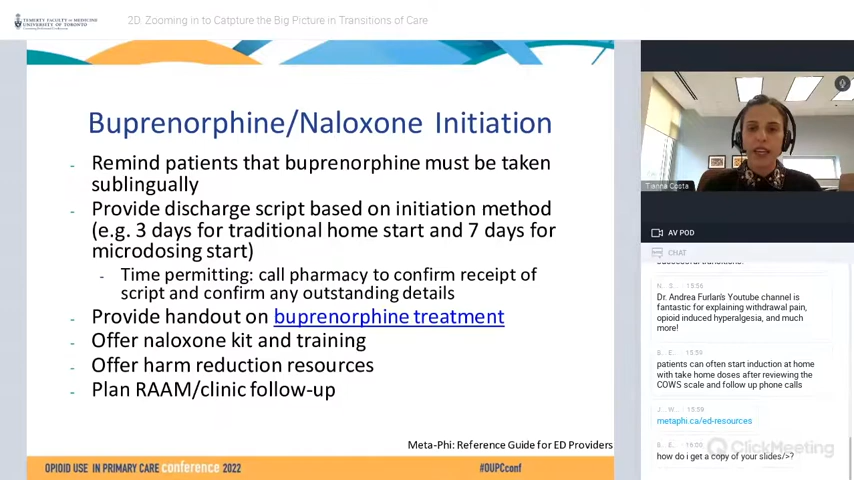 TEMERTY FACULTY OF MEDICINE
UNIVERSITY OF TORONTO
2D: Zooming in to Catpture the Big Picture in Transitions of Care
Buprenorphine/Naloxone Initiation
- Remind patients that buprenorphine must be taken
sublingually
- Provide discharge script based on initiation method
(e.g. 3 days for traditional home start and 7 days for
microdosing start)
- Time permitting: call pharmacy to confirm receipt of
script and confirm any outstanding details
- Provide handout on buprenorphine treatment
- Offer naloxone kit and training
- Offer harm reduction resources
- Plan RAAM/clinic follow-up
Meta-Phi: Reference Guide for ED Providers
OPIOID USE IN PRIMARY CARE conference 2022
#OUPCconf
Tianna Costa
AV POD
CHAT
N... S... · 15:56
Dr. Andrea Furlan's Youtube channel is
fantastic for explaining withdrawal pain,
opioid induced hyperalgesia, and much
more!
B... E... · 15:59
patients can often start induction at home
with take home doses after reviewing the
COWS scale and follow up phone calls
J... W... · 15:59
metaphi.ca/ed-resources
B... E... · 16:00
how do i get a copy of your slides/>?
ClickMeeting